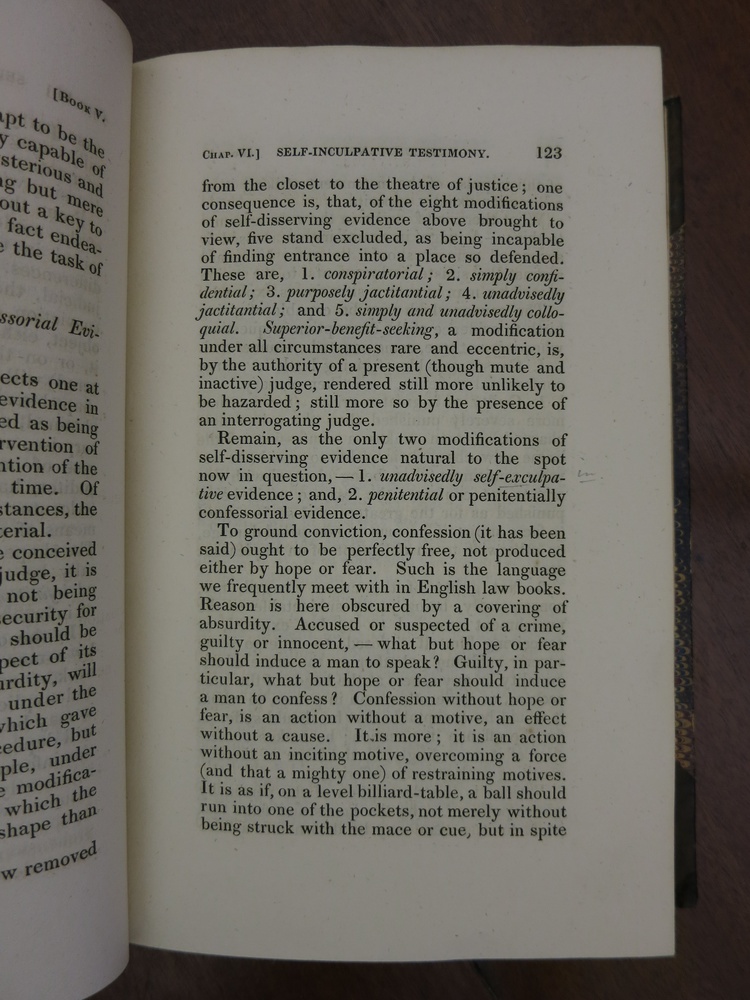 [Book V.
apt to be the
y capable of
sterious and
ng but mere
out a key to
fact endea-
e the task of
ssorial Evi-
ects one at
evidence in
ed as being
rvention of
ntion of the
time. Of
stances, the
terial.
e conceived
judge, it is
not being
security for
should be
pect of its
urdity, will
under the
which gave
cedure, but
ple, under
e modifica-
which the
shape than
w removed
Chap. VI.] SELF-INCULPATIVE TESTIMONY. 123
from the closet to the theatre of justice; one
consequence is, that, of the eight modifications
of self-disserving evidence above brought to
view, five stand excluded, as being incapable
of finding entrance into a place so defended.
These are, 1. conspiratorial; 2. simply confi-
dential; 3. purposely jactitantial; 4. unadvisedly
jactitantial; and 5. simply and unadvisedly collo-
quial. Superior-benefit-seeking, a modification
under all circumstances rare and eccentric, is,
by the authority of a present (though mute and
inactive) judge, rendered still more unlikely to
be hazarded; still more so by the presence of
an interrogating judge.
Remain, as the only two modifications of
self-disserving evidence natural to the spot
now in question, — 1. unadvisedly self-exculpa-
tive evidence; and, 2. penitential or penitentially
confessorial evidence.
To ground conviction, confession (it has been
said) ought to be perfectly free, not produced
either by hope or fear. Such is the language
we frequently meet with in English law books.
Reason is here obscured by a covering of
absurdity. Accused or suspected of a crime,
guilty or innocent, — what but hope or fear
should induce a man to speak? Guilty, in par-
ticular, what but hope or fear should induce
a man to confess? Confession without hope or
fear, is an action without a motive, an effect
without a cause. It is more; it is an action
without an inciting motive, overcoming a force
(and that a mighty one) of restraining motives.
It is as if, on a level billiard-table, a ball should
run into one of the pockets, not merely without
being struck with the mace or cue, but in spite